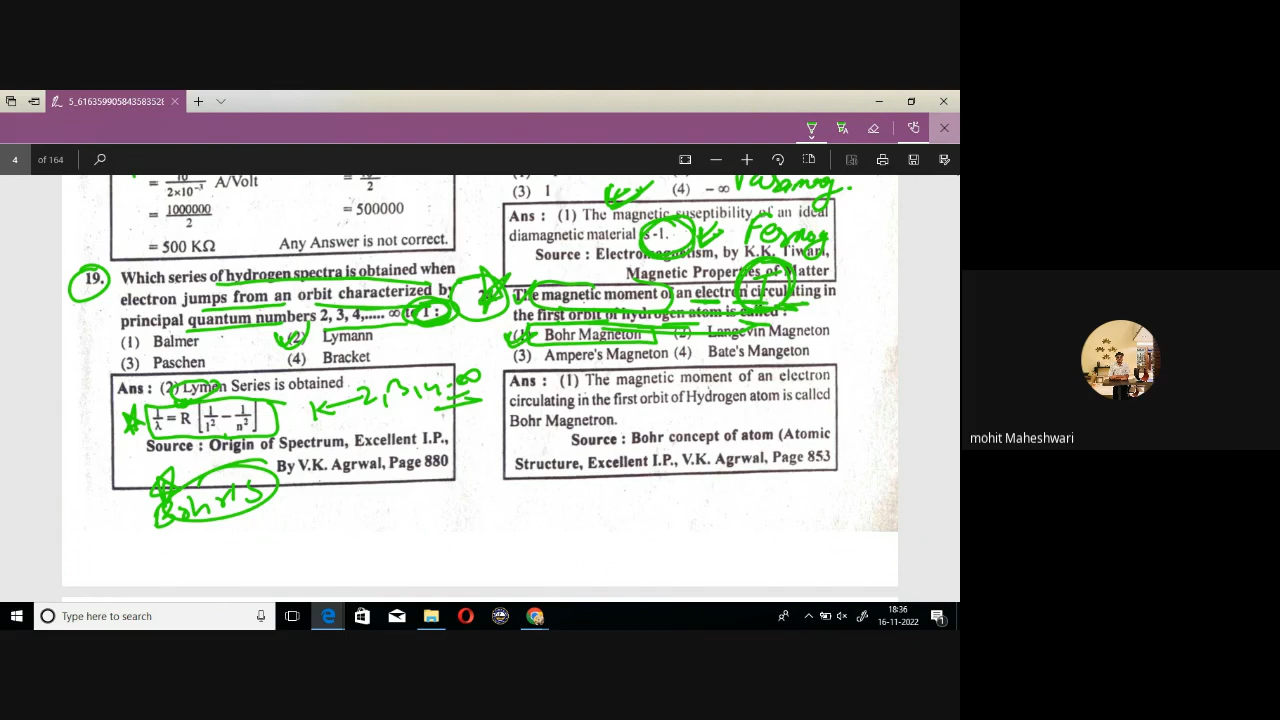 5_6163599058435835​28
4 of 164
= 10 / 2×10⁻³ A/Volt
= 1000000 / 2
= 500 KΩ
2
= 500000
Any Answer is not correct.
19. Which series of hydrogen spectra is obtained when
electron jumps from an orbit characterized by
principal quantum numbers 2, 3, 4,..... ∞ to 1 :
(1) Balmer (2) Lymann
(3) Paschen (4) Bracket
Ans : (2) Lymen Series is obtained
1/λ = R [1/1² − 1/n²]
Source : Origin of Spectrum, Excellent I.P.,
By V.K. Agrwal, Page 880
(3) 1 (4) − ∞
Ans : (1) The magnetic suseptibility of an ideal
diamagnetic material is -1.
Source : Electromagnetism, by K.K. Tiwari,
Magnetic Properties of Matter
The magnetic moment of an electron circulating in
the first orbit of hydrogen atom is called :
(1) Bohr Magneton (2) Langevin Magneton
(3) Ampere's Magneton (4) Bate's Mangeton
Ans : (1) The magnetic moment of an electron
circulating in the first orbit of Hydrogen atom is called
Bohr Magnetron.
Source : Bohr concept of atom (Atomic
Structure, Excellent I.P., V.K. Agrwal, Page 853
mohit Maheshwari
Type here to search
18:36
16-11-2022
1